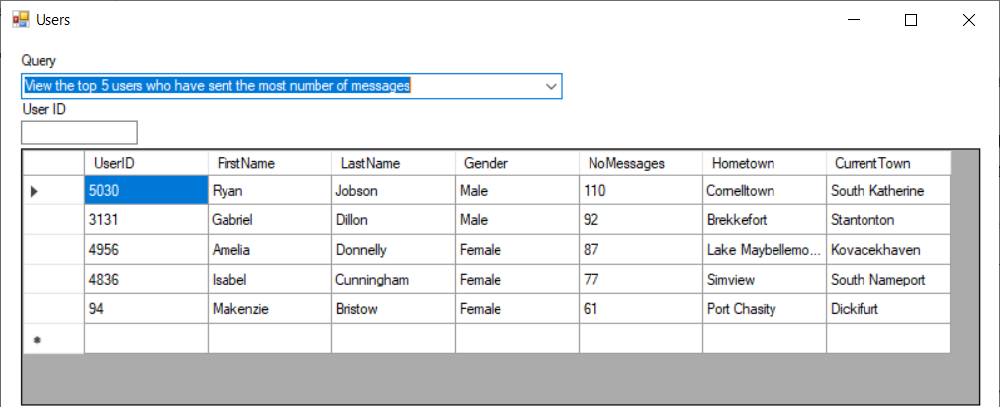 Users
Query
View the top 5 users who have sent the most number of messages
User ID
UserID FirstName LastName Gender NoMessages Hometown CurrentTown
5030 Ryan Jobson Male 110 Cornelltown South Katherine
3131 Gabriel Dillon Male 92 Brekkefort Stantonton
4956 Amelia Donnelly Female 87 Lake Maybellemo... Kovacekhaven
4836 Isabel Cunningham Female 77 Simview South Nameport
94 Makenzie Bristow Female 61 Port Chasity Dickifurt